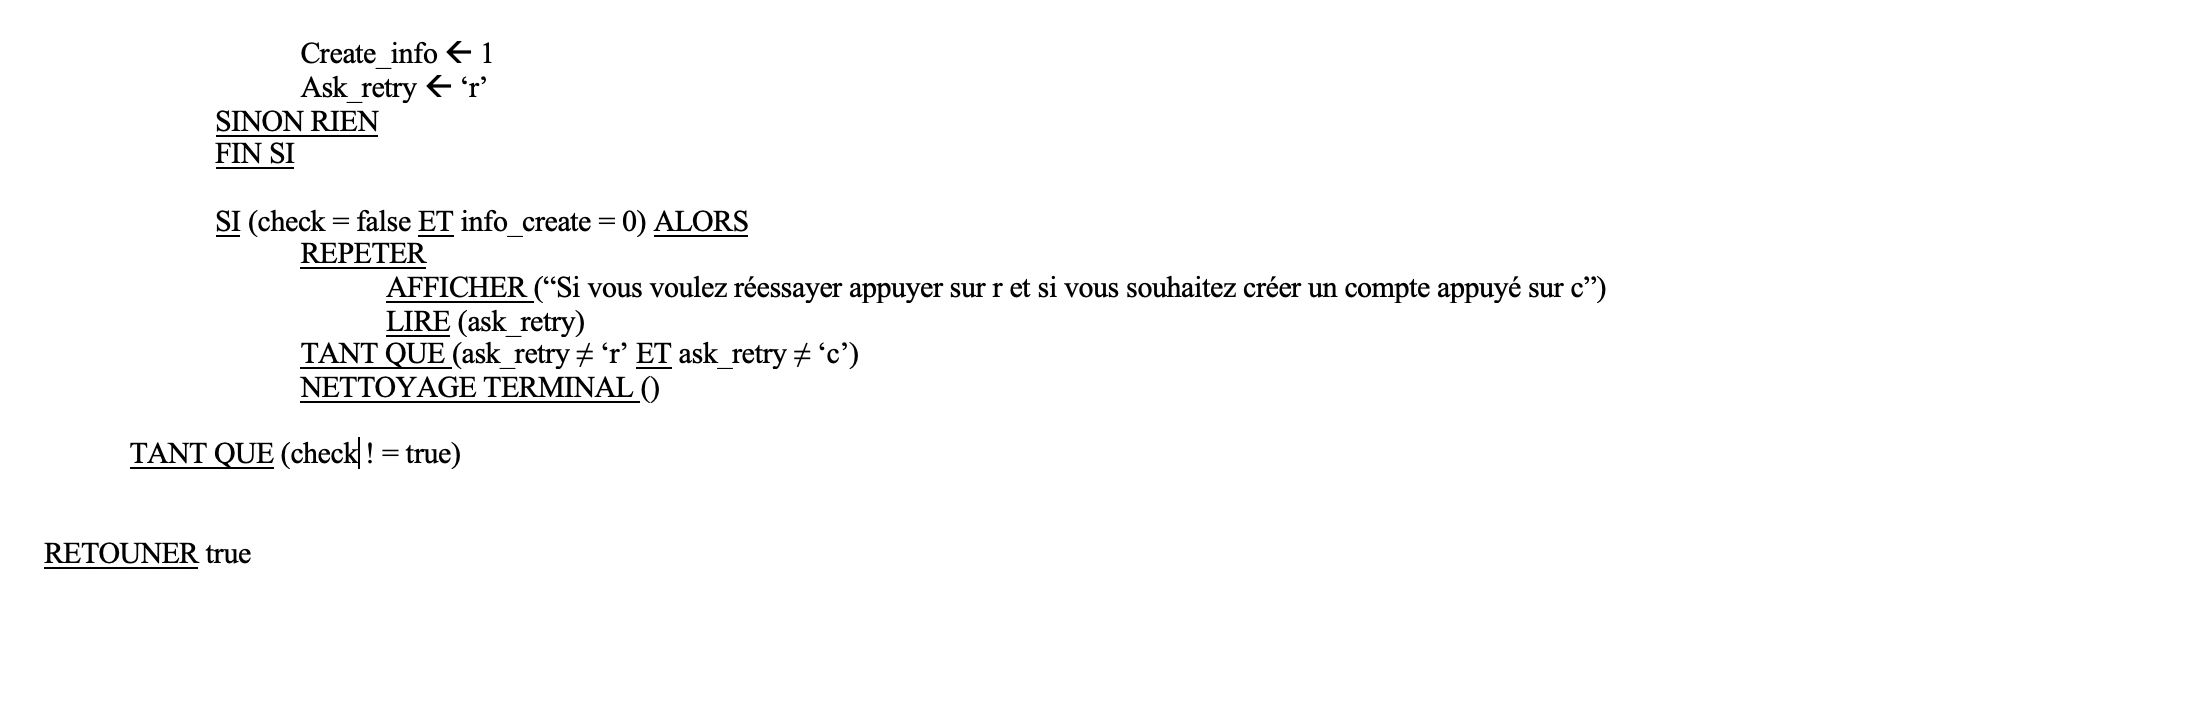 Create_info ← 1
Ask_retry ← ‘r’
SINON RIEN
FIN SI
SI (check = false ET info_create = 0) ALORS
REPETER
AFFICHER (“Si vous voulez réessayer appuyer sur r et si vous souhaitez créer un compte appuyé sur c”)
LIRE (ask_retry)
TANT QUE (ask_retry ≠ ‘r’ ET ask_retry ≠ ‘c’)
NETTOYAGE TERMINAL ()
TANT QUE (check ! = true)
RETOUNER true